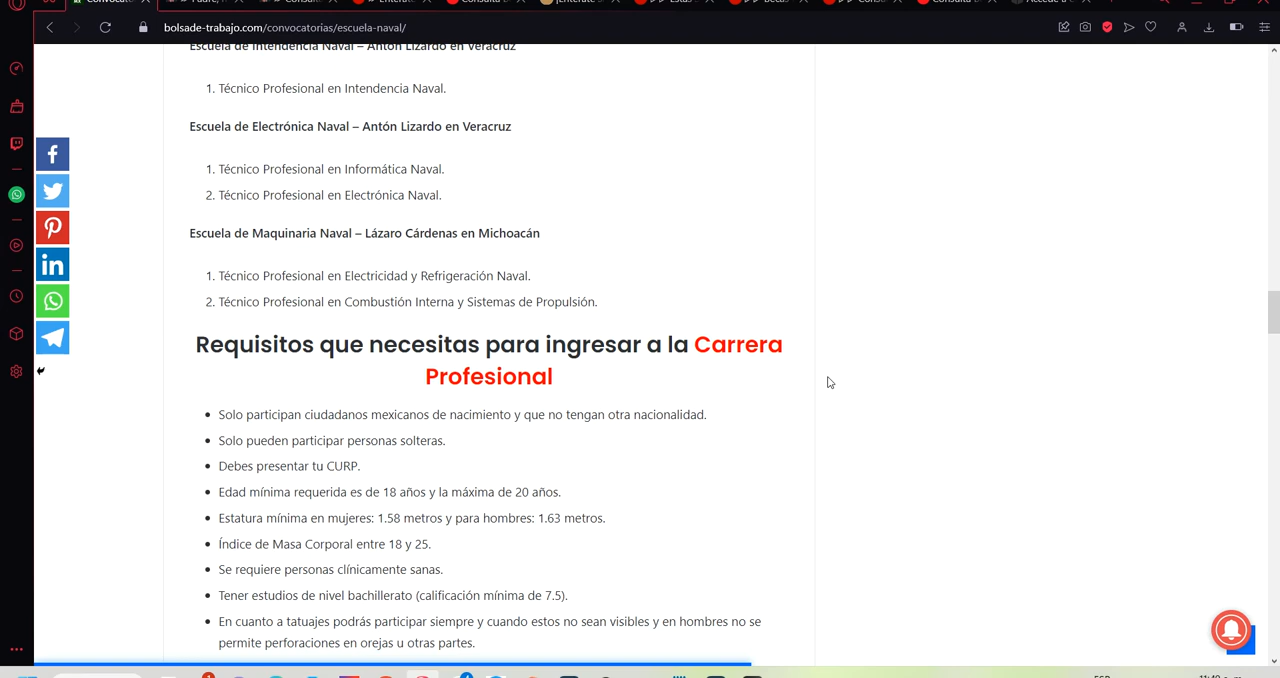 bolsade-trabajo.com/convocatorias/escuela-naval/
Escuela de Intendencia Naval – Antón Lizardo en Veracruz
1. Técnico Profesional en Intendencia Naval.
Escuela de Electrónica Naval – Antón Lizardo en Veracruz
1. Técnico Profesional en Informática Naval.
2. Técnico Profesional en Electrónica Naval.
Escuela de Maquinaria Naval – Lázaro Cárdenas en Michoacán
1. Técnico Profesional en Electricidad y Refrigeración Naval.
2. Técnico Profesional en Combustión Interna y Sistemas de Propulsión.
Requisitos que necesitas para ingresar a la Carrera
Profesional
• Solo participan ciudadanos mexicanos de nacimiento y que no tengan otra nacionalidad.
• Solo pueden participar personas solteras.
• Debes presentar tu CURP.
• Edad mínima requerida es de 18 años y la máxima de 20 años.
• Estatura mínima en mujeres: 1.58 metros y para hombres: 1.63 metros.
• Índice de Masa Corporal entre 18 y 25.
• Se requiere personas clínicamente sanas.
• Tener estudios de nivel bachillerato (calificación mínima de 7.5).
• En cuanto a tatuajes podrás participar siempre y cuando estos no sean visibles y en hombres no se
permite perforaciones en orejas u otras partes.